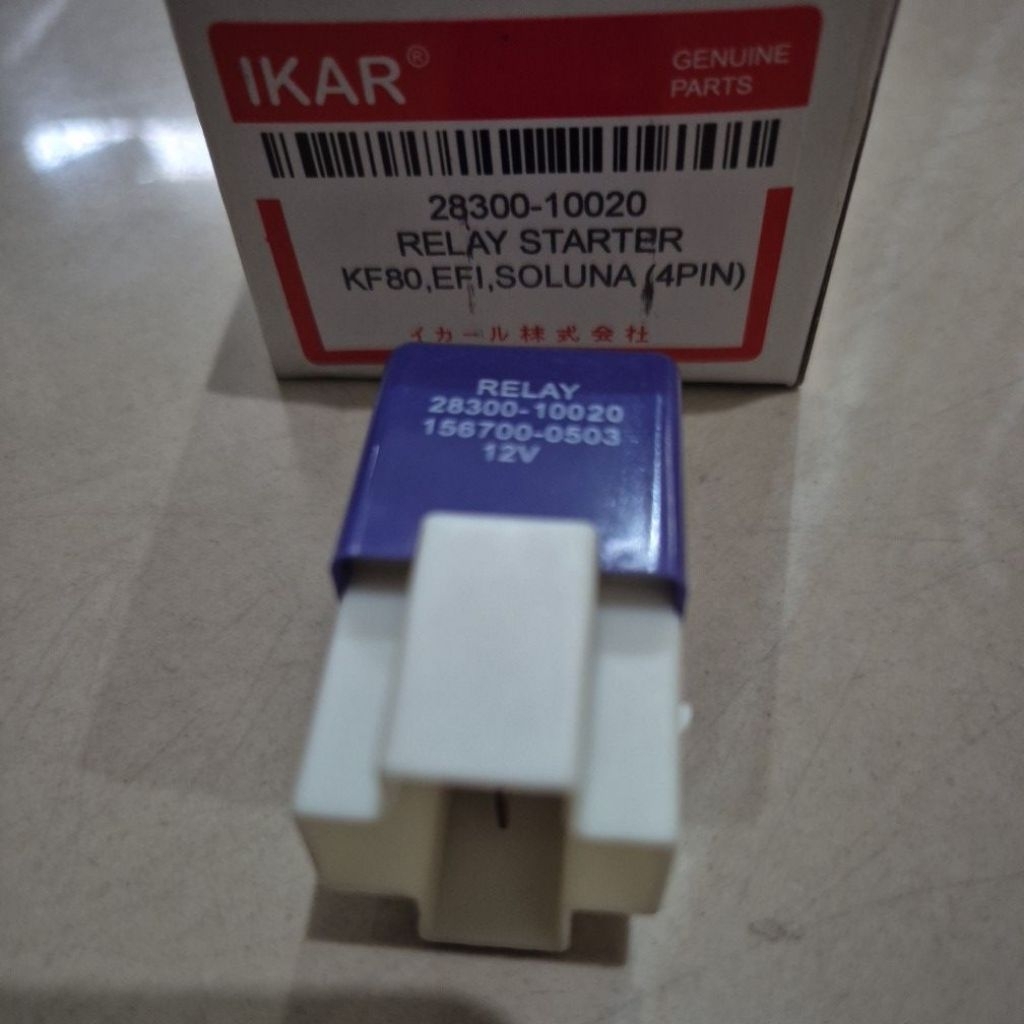 IKAR®
GENUINE
PARTS
28300-10020
RELAY STARTER
KF80,EFI,SOLUNA (4PIN)
イカール株式会社
RELAY
28300-10020
156700-0503
12V